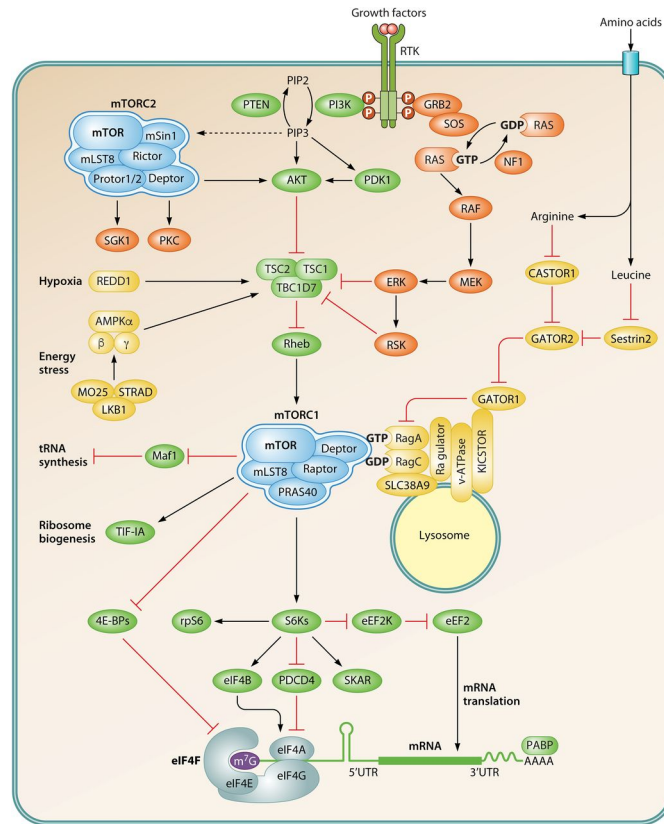 Growth factors
RTK
Amino acids
PIP2
PTEN
PI3K
P
P
P
P
GRB2
SOS
PIP3
GDP RAS
RAS GTP
NF1
mTORC2
mTOR
mSin1
mLST8
Rictor
Protor1/2
Deptor
AKT
PDK1
RAF
SGK1
PKC
Arginine
TSC2
TSC1
TBC1D7
ERK
MEK
CASTOR1
Leucine
Hypoxia
REDD1
AMPKα
β
γ
Energy
stress
Rheb
RSK
GATOR2
Sestrin2
MO25
STRAD
LKB1
GATOR1
mTORC1
mTOR
Deptor
mLST8
Raptor
PRAS40
GTP
RagA
GDP
RagC
SLC38A9
Ra gulator
v-ATPase
KICSTOR
tRNA
synthesis
Maf1
Ribosome
biogenesis
TIF-IA
Lysosome
4E-BPs
rpS6
S6Ks
eEF2K
eEF2
eIF4B
PDCD4
SKAR
mRNA
translation
eIF4F
m7G
eIF4A
eIF4E
eIF4G
5′UTR
mRNA
3′UTR
PABP
AAAA